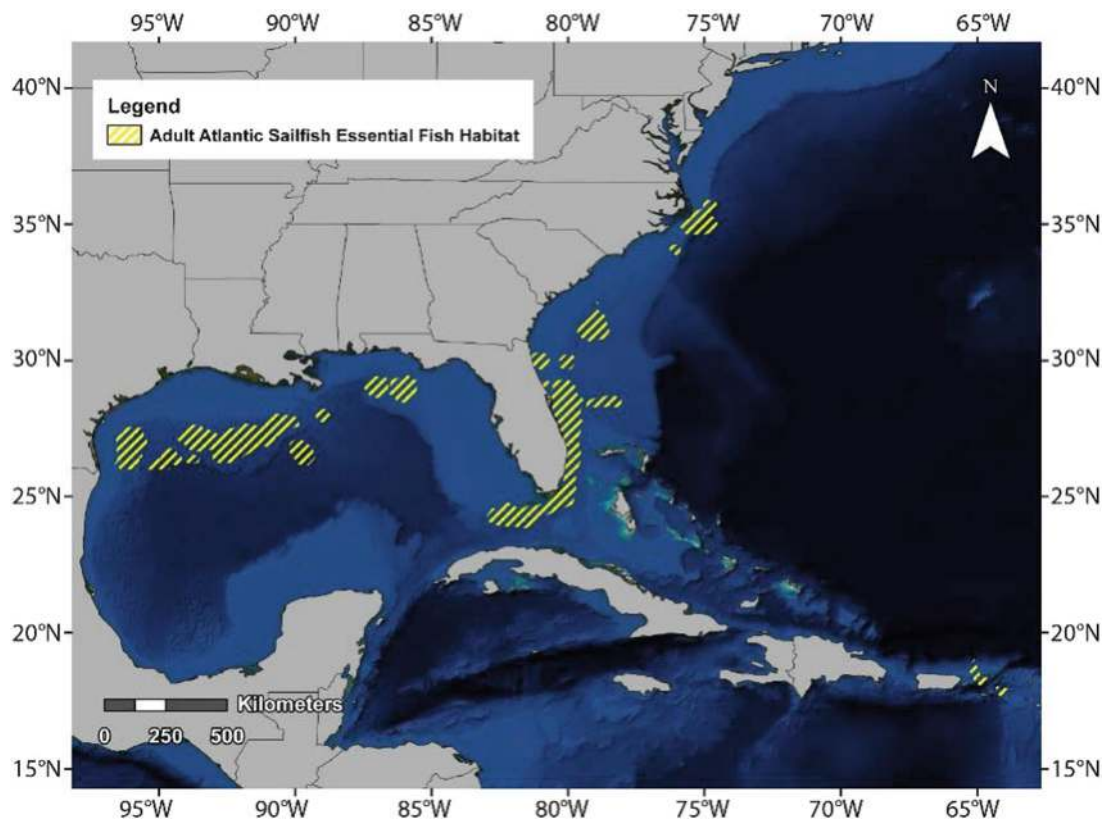 95°W 90°W 85°W 80°W 75°W 70°W 65°W
40°N 40°N
Legend
Adult Atlantic Sailfish Essential Fish Habitat
N
35°N 35°N
30°N 30°N
25°N 25°N
20°N 20°N
Kilometers
0 250 500
15°N 15°N
95°W 90°W 85°W 80°W 75°W 70°W 65°W